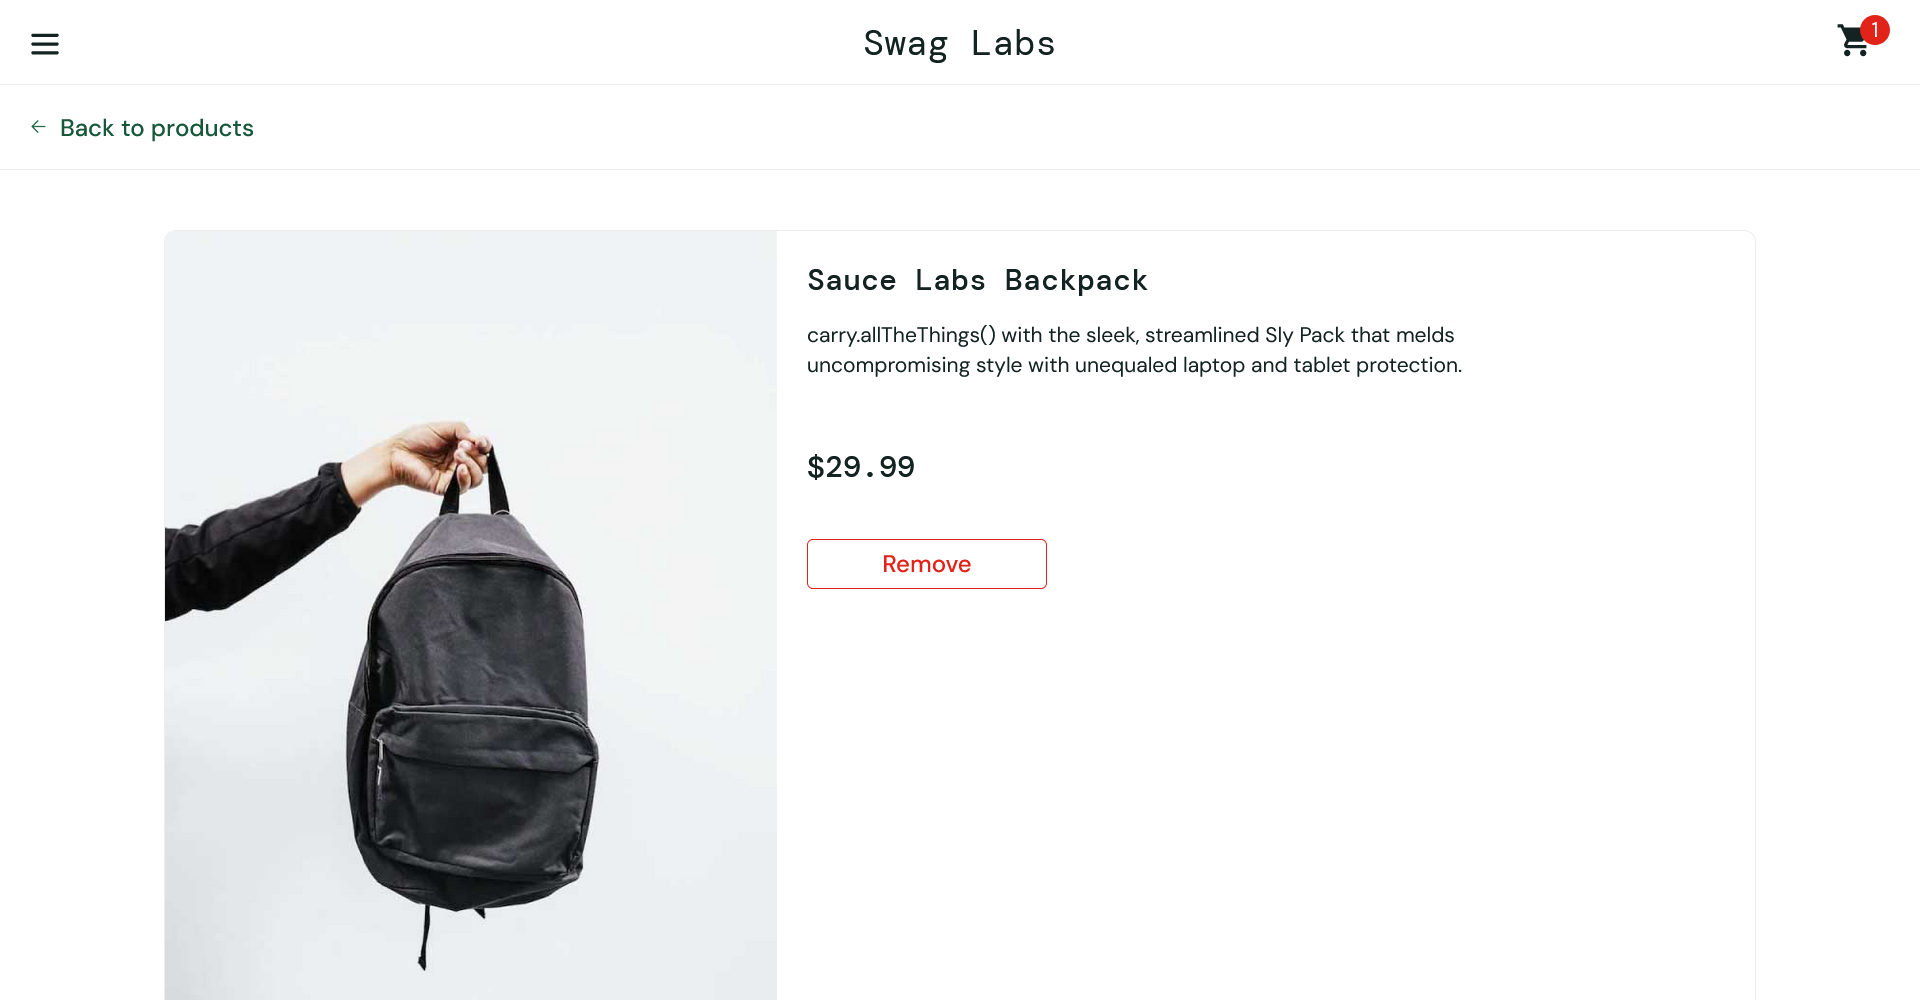 Swag Labs
1
Back to products
Sauce Labs Backpack
carry.allTheThings() with the sleek, streamlined Sly Pack that melds
uncompromising style with unequaled laptop and tablet protection.
$29.99
Remove